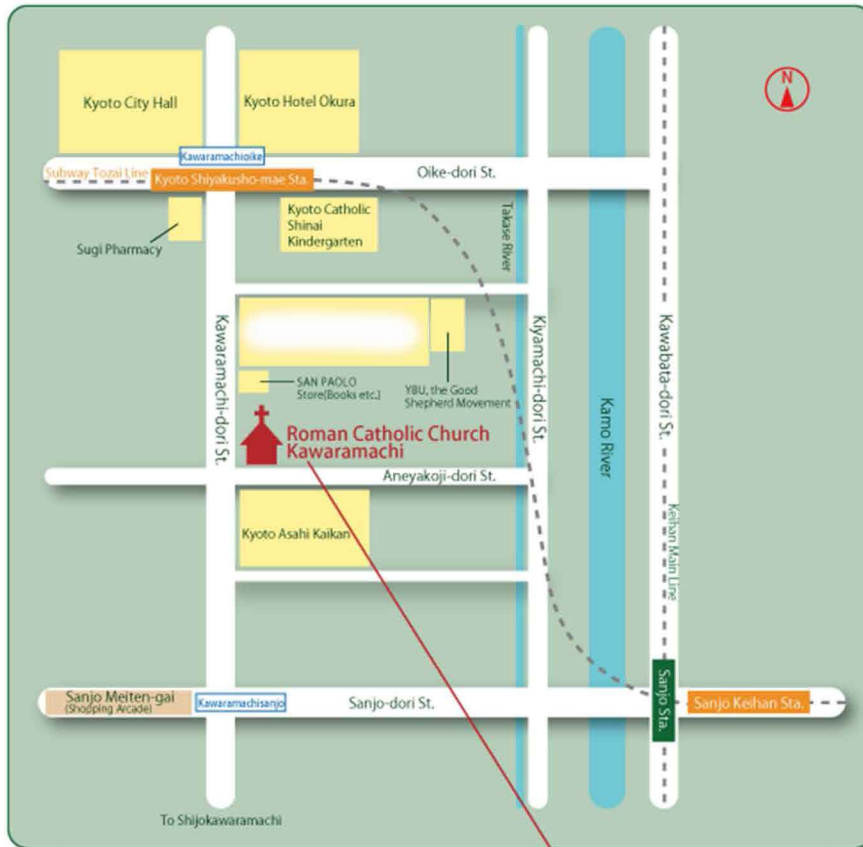 Kyoto City Hall
Kyoto Hotel Okura
N
Kawaramachioike
Subway Tozai Line
Kyoto Shiyakusho-mae Sta.
Oike-dori St.
Sugi Pharmacy
Kyoto Catholic
Shinai
Kindergarten
Takase River
Kawaramachi-dori St.
Kiyamachi-dori St.
Kamo River
Kawabata-dori St.
SAN PAOLO
Store(Books etc.)
YBU, the Good
Shepherd Movement
Roman Catholic Church
Kawaramachi
Aneyakoji-dori St.
Kyoto Asahi Kaikan
Keihan Main Line
Sanjo Meiten-gai
(Shopping Arcade)
Kawaramachisanjo
Sanjo-dori St.
Sanjo Sta.
Sanjo Keihan Sta.
To Shijokawaramachi